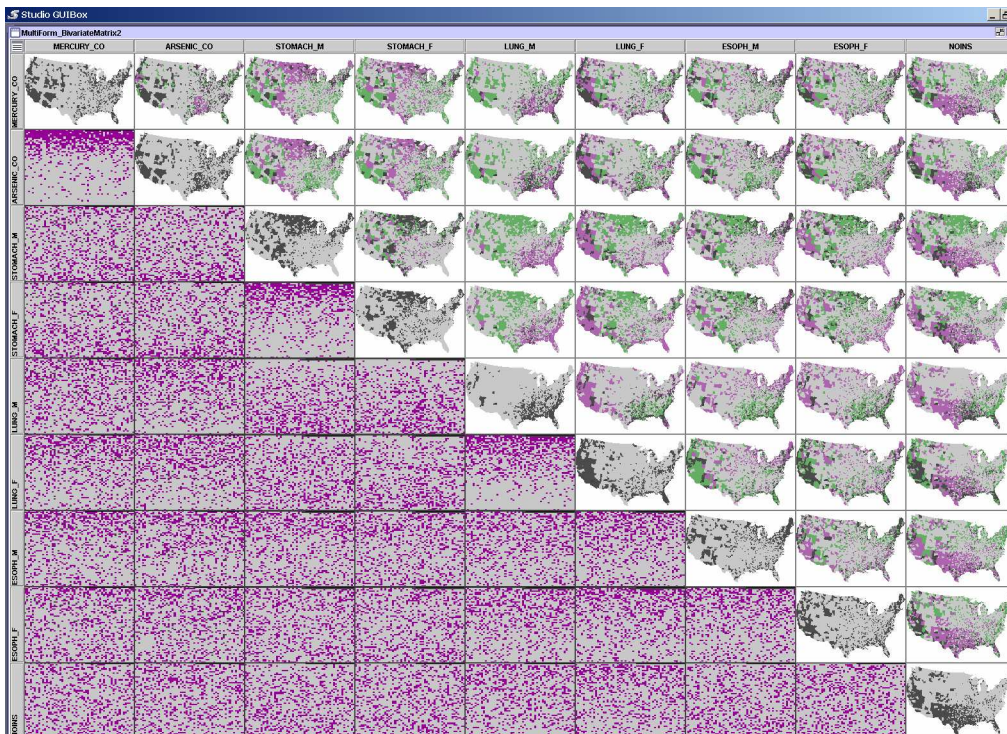 Studio GUIBox
MultiForm_BivariateMatrix2
MERCURY_CO ARSENIC_CO STOMACH_M STOMACH_F LUNG_M LUNG_F ESOPH_M ESOPH_F NOINS
MERCURY_CO
ARSENIC_CO
STOMACH_M
STOMACH_F
LUNG_M
LUNG_F
ESOPH_M
ESOPH_F
NOINS